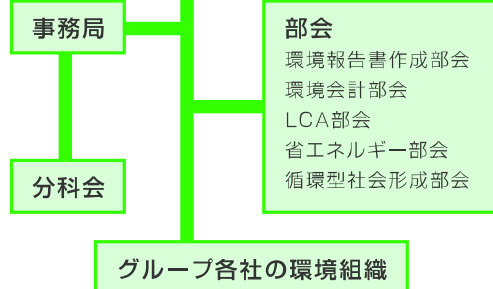 事務局
分科会
部会
環境報告書作成部会
環境会計部会
LCA部会
省エネルギー部会
循環型社会形成部会
グループ各社の環境組織